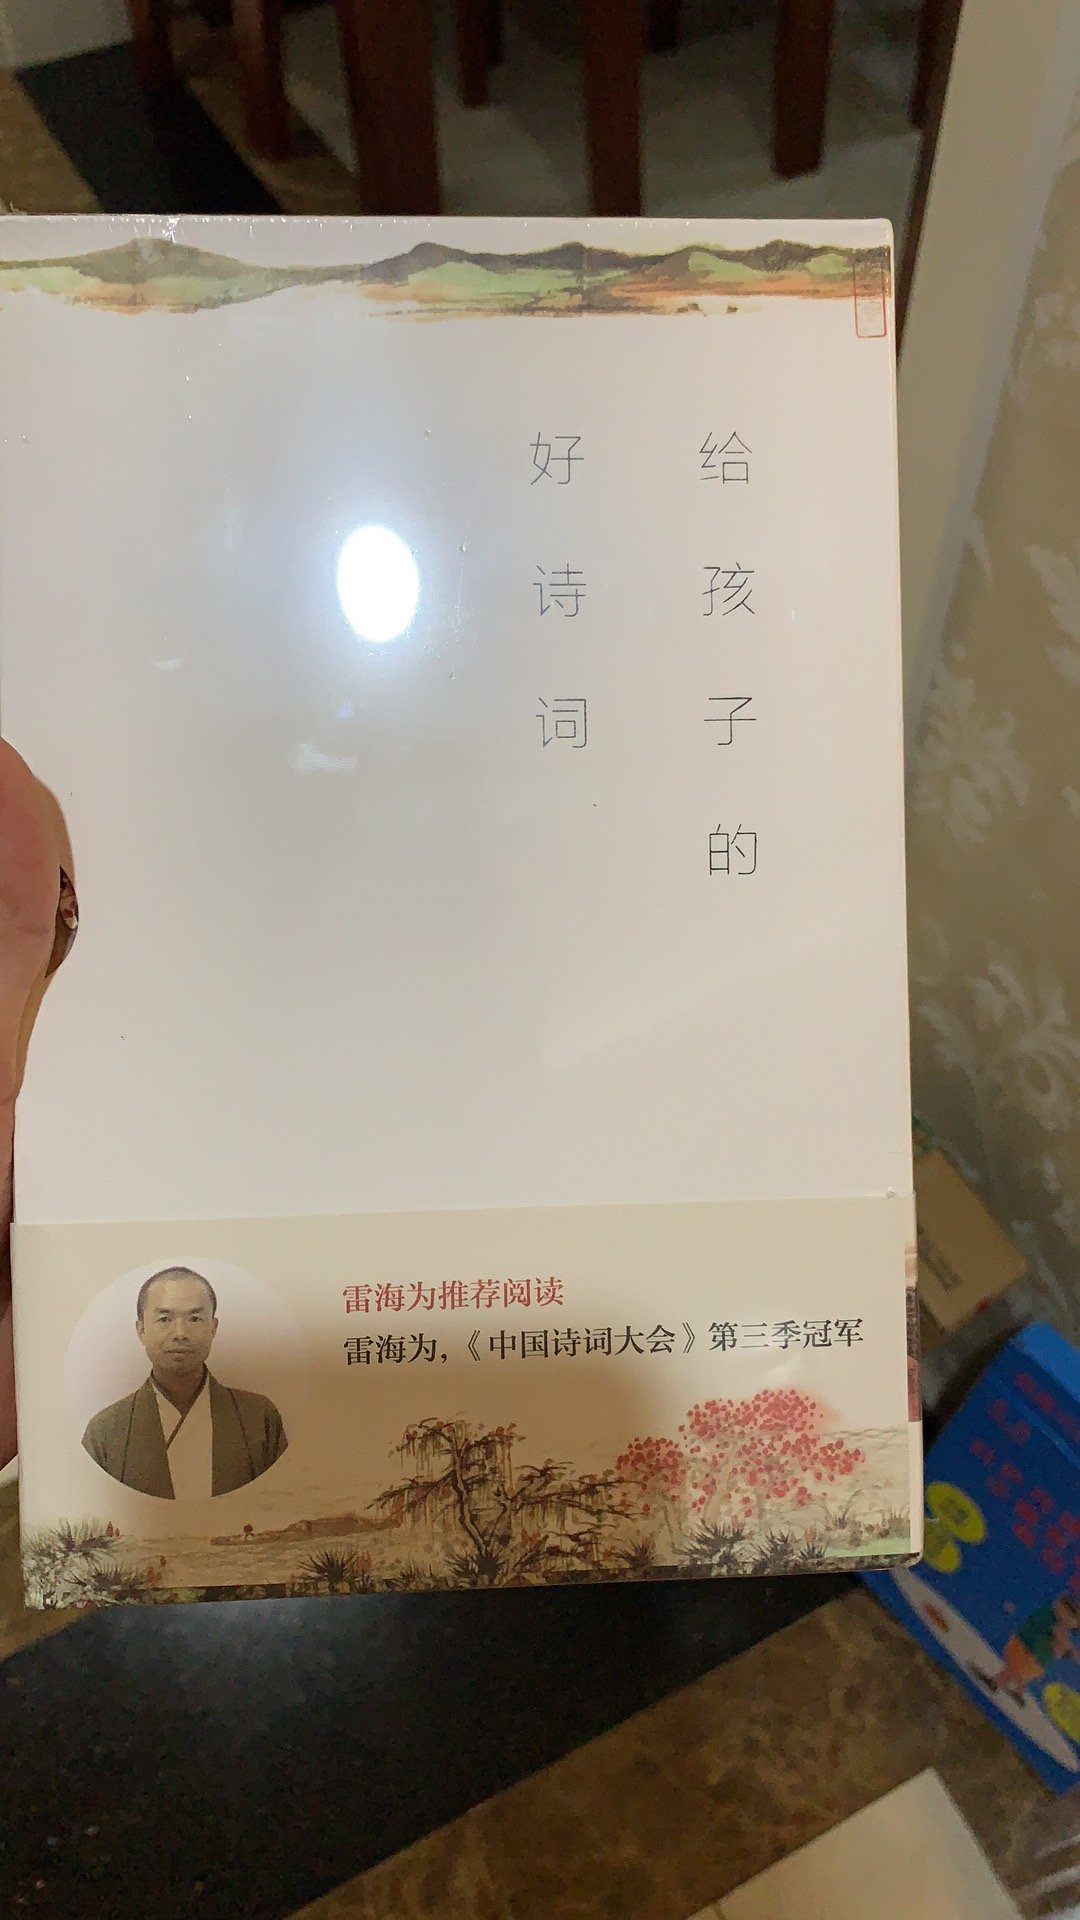 给孩子的
好诗词
雷海为推荐阅读
雷海为,《中国诗词大会》第三季冠军